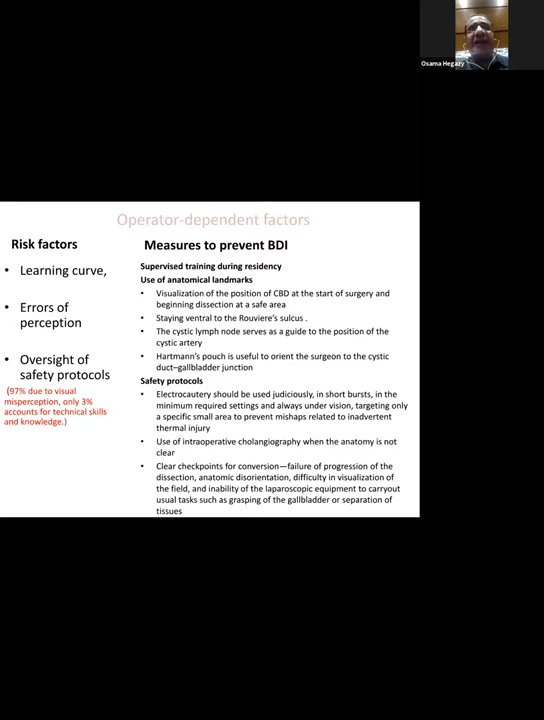 Osama Hegazy
Operator-dependent factors
Risk factors
• Learning curve,
• Errors of
perception
• Oversight of
safety protocols
(97% due to visual
misperception, only 3%
accounts for technical skills
and knowledge.)
Measures to prevent BDI
Supervised training during residency
Use of anatomical landmarks
• Visualization of the position of CBD at the start of surgery and
beginning dissection at a safe area
• Staying ventral to the Rouviere's sulcus .
• The cystic lymph node serves as a guide to the position of the
cystic artery
• Hartmann's pouch is useful to orient the surgeon to the cystic
duct–gallbladder junction
Safety protocols
• Electrocautery should be used judiciously, in short bursts, in the
minimum required settings and always under vision, targeting only
a specific small area to prevent mishaps related to inadvertent
thermal injury
• Use of intraoperative cholangiography when the anatomy is not
clear
• Clear checkpoints for conversion—failure of progression of the
dissection, anatomic disorientation, difficulty in visualization of
the field, and inability of the laparoscopic equipment to carryout
usual tasks such as grasping of the gallbladder or separation of
tissues